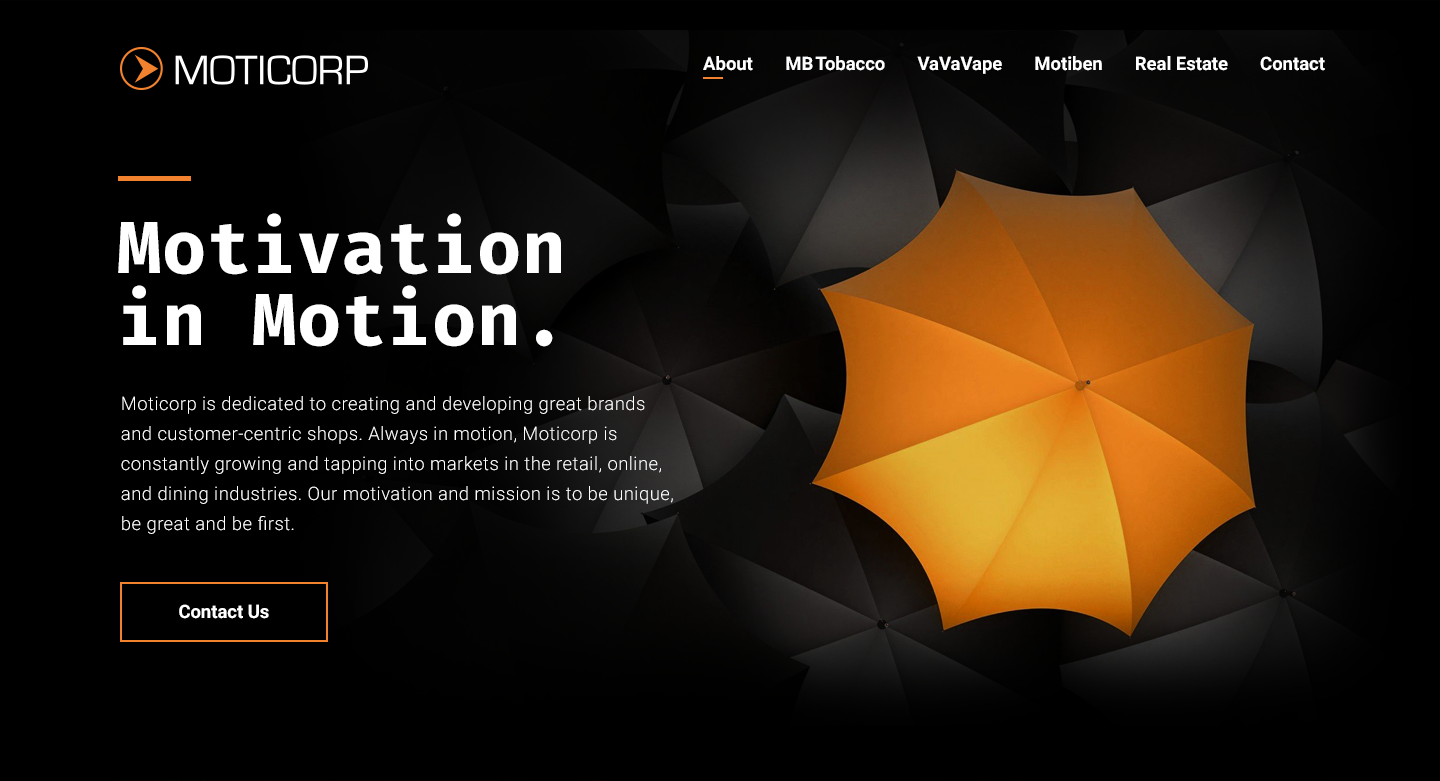 MOTICORP
About MB Tobacco VaVaVape Motiben Real Estate Contact
Motivation
in Motion.
Moticorp is dedicated to creating and developing great brands
and customer-centric shops. Always in motion, Moticorp is
constantly growing and tapping into markets in the retail, online,
and dining industries. Our motivation and mission is to be unique,
be great and be first.
Contact Us